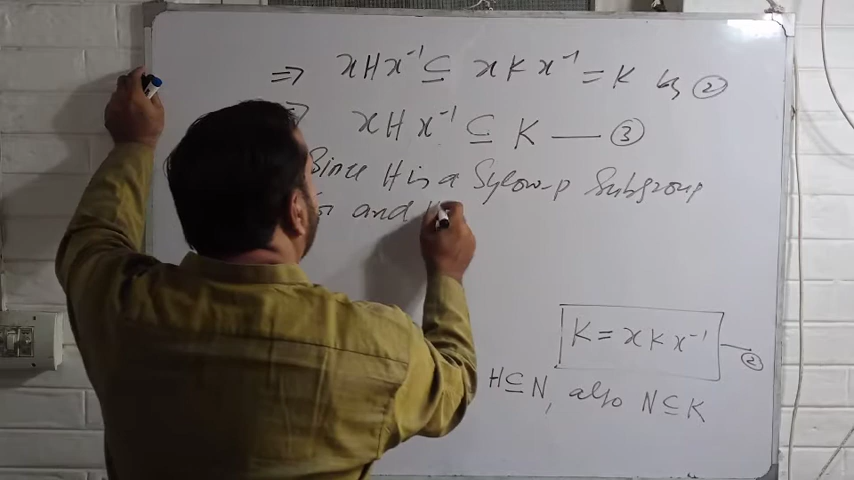 ⇒ xHx⁻¹ ⊆ xKx⁻¹ = K by ②
⇒ xHx⁻¹ ⊆ K —— ③
Since H is a Sylow-p Subgroup
and
K = xKx⁻¹ — ②
H ⊆ N, also N ⊆ K